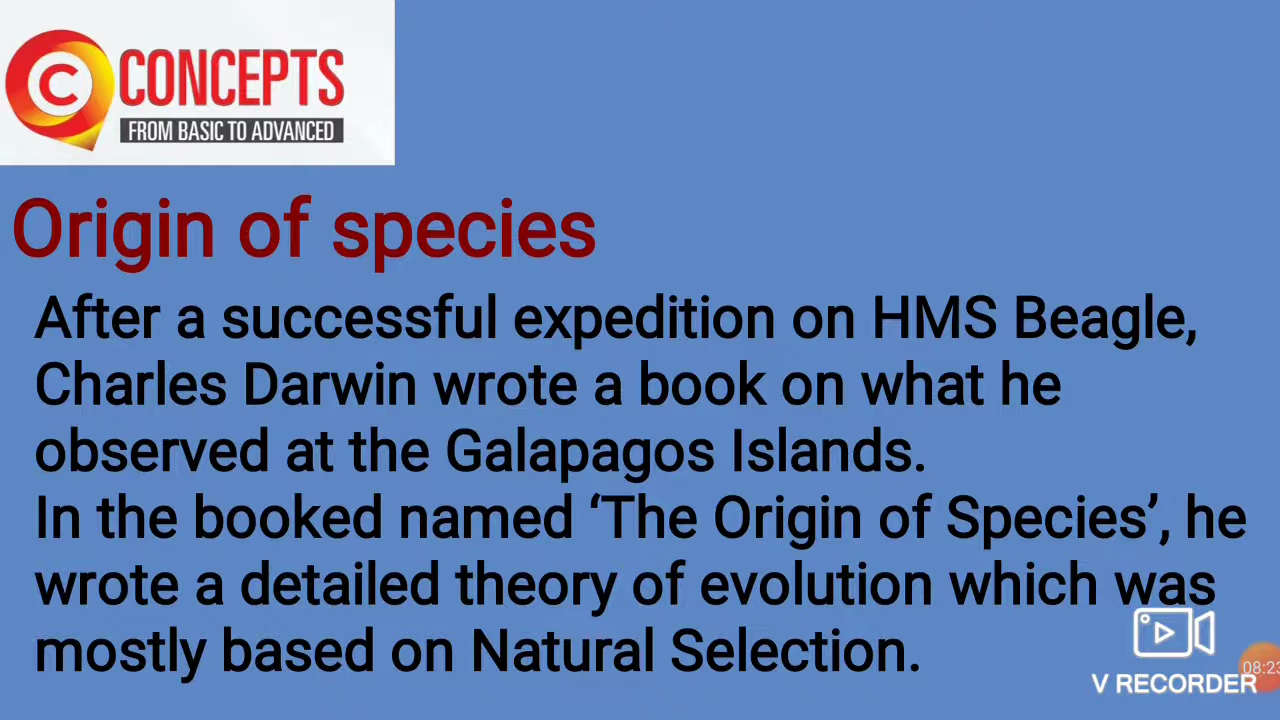 C CONCEPTS
FROM BASIC TO ADVANCED
Origin of species
After a successful expedition on HMS Beagle,
Charles Darwin wrote a book on what he
observed at the Galapagos Islands.
In the booked named ‘The Origin of Species’, he
wrote a detailed theory of evolution which was
mostly based on Natural Selection.
V RECORDER
08:23